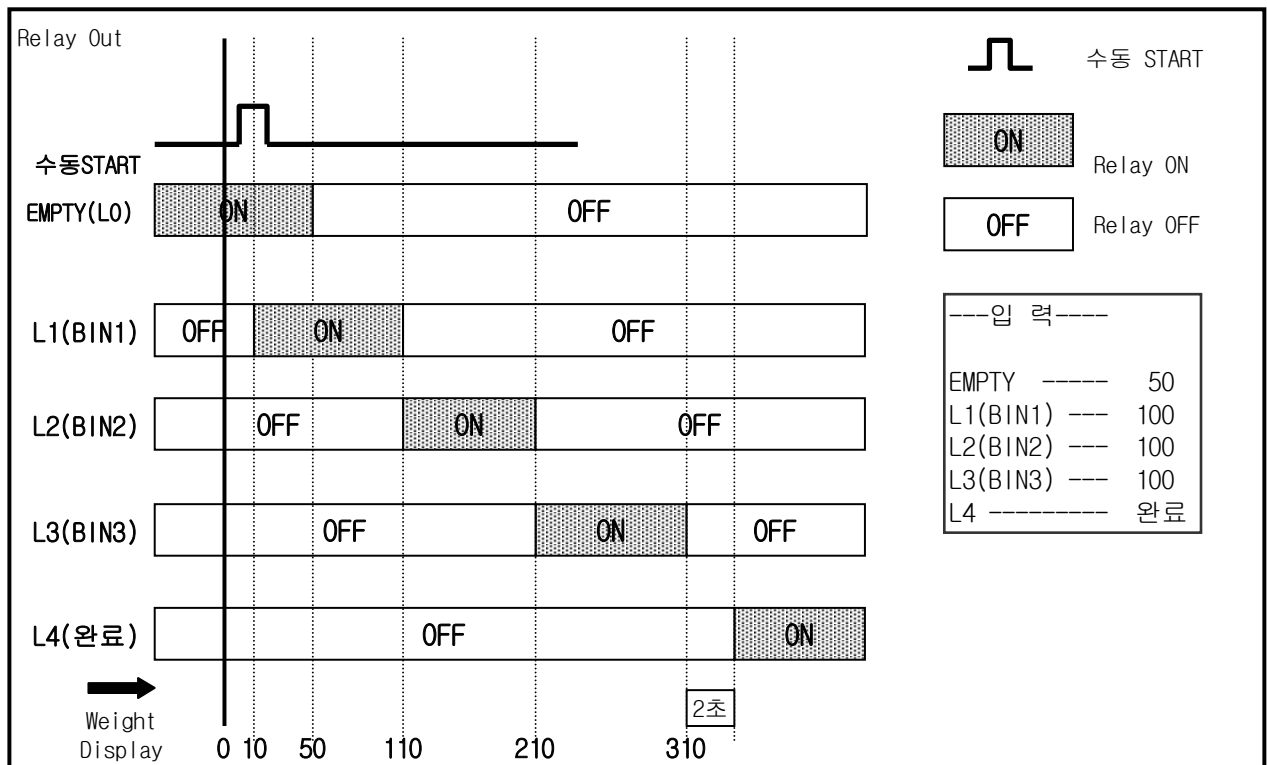 Relay Out
수동 START
수동START
ON
Relay ON
EMPTY(L0) ON OFF
OFF Relay OFF
---입 력----
L1(BIN1) OFF ON OFF
EMPTY ----- 50
L1(BIN1) --- 100
L2(BIN2) --- 100
L3(BIN3) --- 100
L4 --------- 완료
L2(BIN2) OFF ON OFF
L3(BIN3) OFF ON OFF
L4(완료) OFF ON
2초
Weight
Display 0 10 50 110 210 310